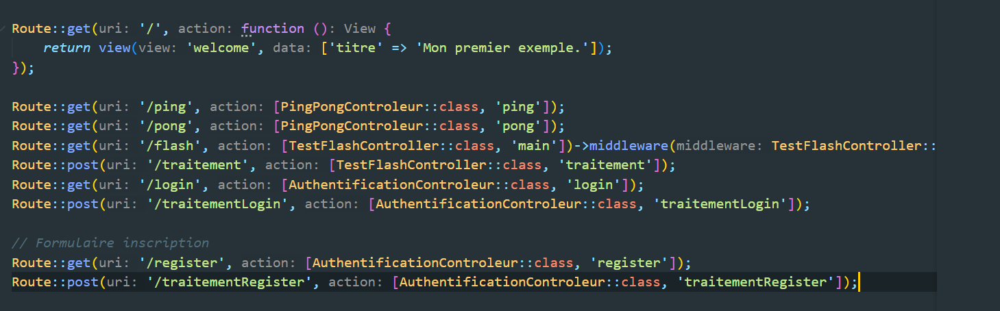 Route::get(uri: '/', action: function (): View {
    return view(view: 'welcome', data: ['titre' => 'Mon premier exemple.']);
});
Route::get(uri: '/ping', action: [PingPongControleur::class, 'ping']);
Route::get(uri: '/pong', action: [PingPongControleur::class, 'pong']);
Route::get(uri: '/flash', action: [TestFlashController::class, 'main'])->middleware(middleware: TestFlashController::
Route::post(uri: '/traitement', action: [TestFlashController::class, 'traitement']);
Route::get(uri: '/login', action: [AuthentificationControleur::class, 'login']);
Route::post(uri: '/traitementLogin', action: [AuthentificationControleur::class, 'traitementLogin']);
// Formulaire inscription
Route::get(uri: '/register', action: [AuthentificationControleur::class, 'register']);
Route::post(uri: '/traitementRegister', action: [AuthentificationControleur::class, 'traitementRegister']);